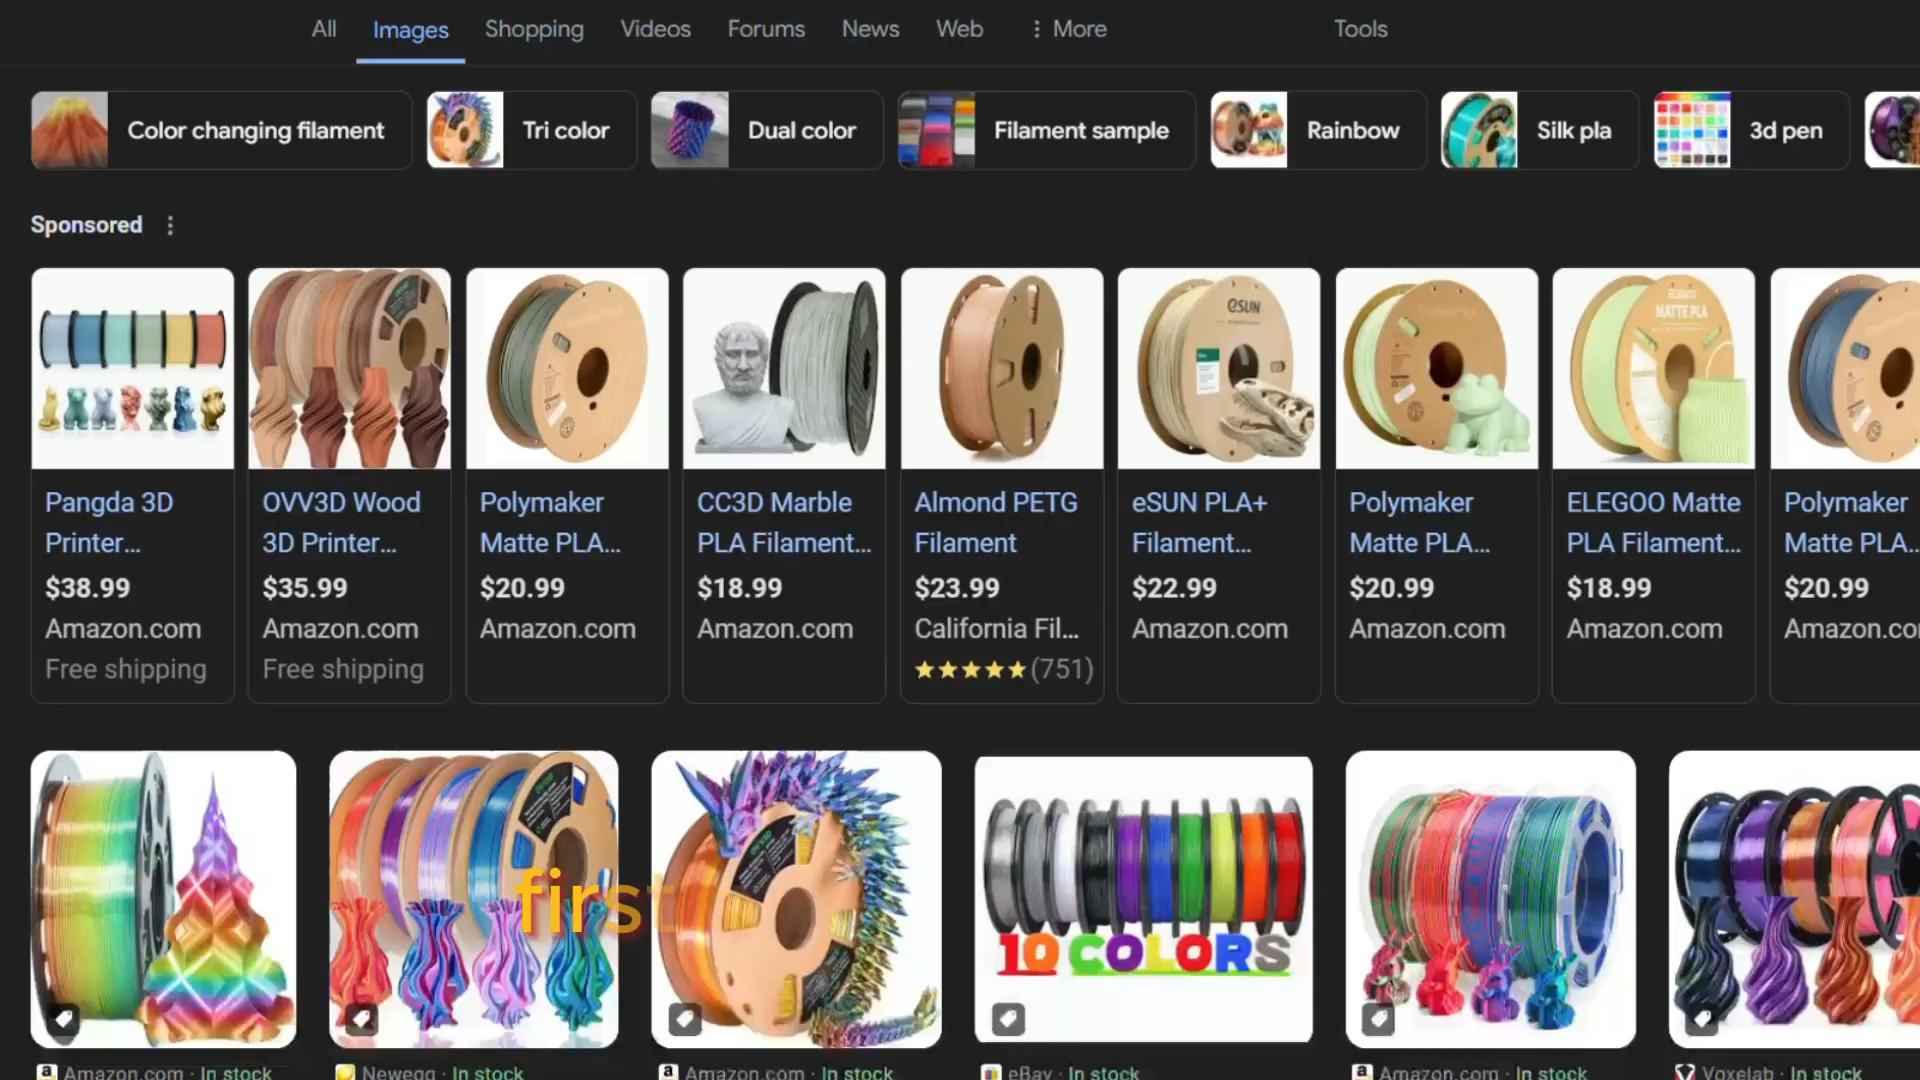 All
Images
Shopping
Videos
Forums
News
Web
More
Tools
Color changing filament
Tri color
Dual color
Filament sample
Rainbow
Silk pla
3d pen
Sponsored
eSUN
ELEGOO
MATTE PLA
Pangda 3D
Printer...
$38.99
Amazon.com
Free shipping
OVV3D Wood
3D Printer...
$35.99
Amazon.com
Free shipping
Polymaker
Matte PLA...
$20.99
Amazon.com
CC3D Marble
PLA Filament...
$18.99
Amazon.com
Almond PETG
Filament
$23.99
California Fil...
(751)
eSUN PLA+
Filament...
$22.99
Amazon.com
Polymaker
Matte PLA...
$20.99
Amazon.com
ELEGOO Matte
PLA Filament...
$18.99
Amazon.com
Polymaker
Matte PLA...
$20.99
Amazon.co
first
10 COLORS
Amazon.com · In stock
Newegg · In stock
Amazon.com · In stock
eBay · In stock
Amazon.com · In stock
Voxelab · In stock